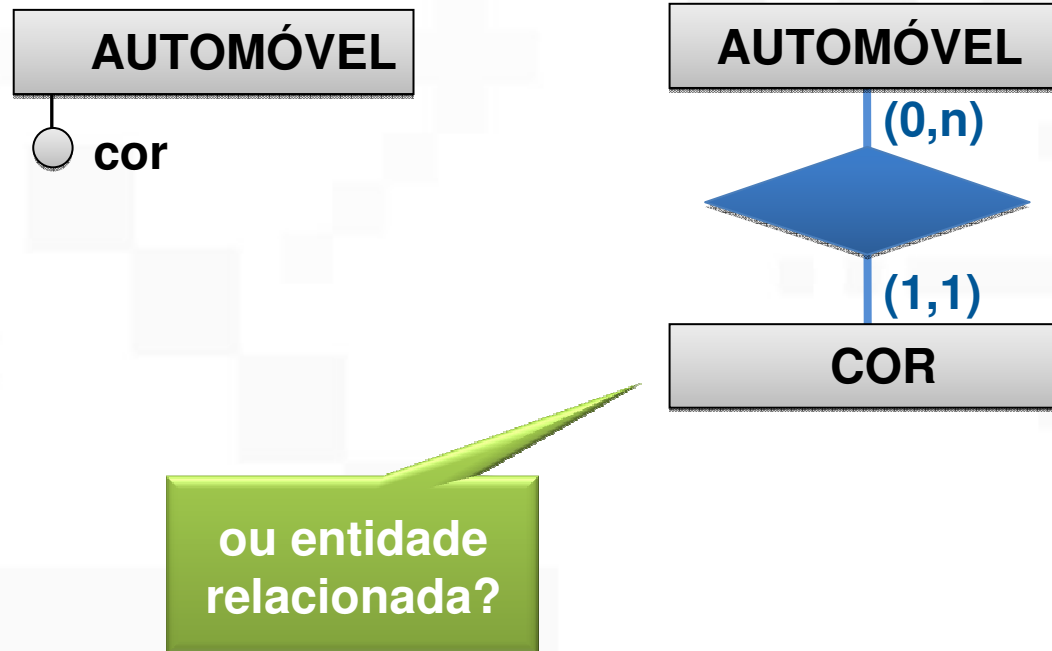 AUTOMÓVEL
cor
AUTOMÓVEL
(0,n)
(1,1)
COR
ou entidade
relacionada?